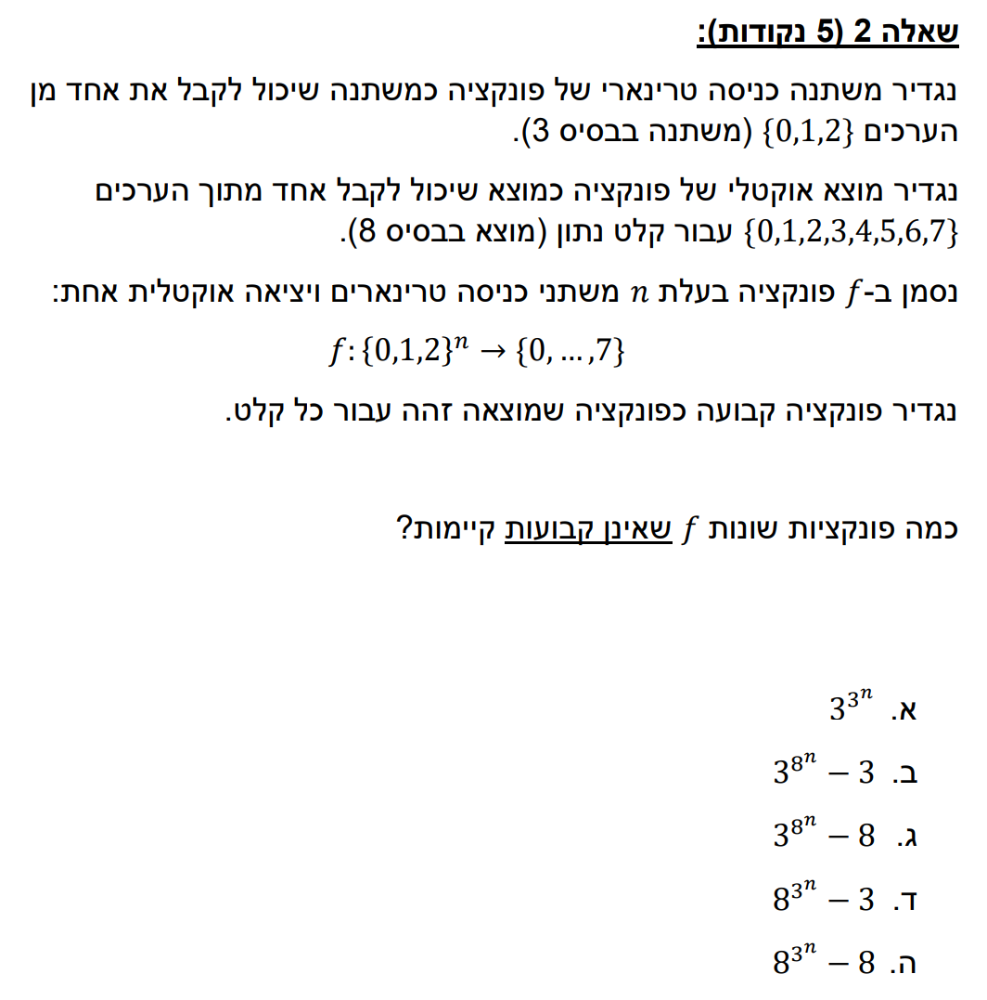 שאלה 2 (5 נקודות):
נגדיר משתנה כניסה טרינארי של פונקציה כמשתנה שיכול לקבל את אחד מן
הערכים {0,1,2} (משתנה בבסיס 3).
נגדיר מוצא אוקטלי של פונקציה כמוצא שיכול לקבל אחד מתוך הערכים
{0,1,2,3,4,5,6,7} עבור קלט נתון (מוצא בבסיס 8).
נסמן ב-f פונקציה בעלת n משתני כניסה טרינארים ויציאה אוקטלית אחת:
f: {0,1,2}ⁿ → {0, … ,7}
נגדיר פונקציה קבועה כפונקציה שמוצאה זהה עבור כל קלט.
כמה פונקציות שונות f שאינן קבועות קיימות?
א. 3^{3^n}
ב. 3^{8^n} − 3
ג. 3^{8^n} − 8
ד. 8^{3^n} − 3
ה. 8^{3^n} − 8